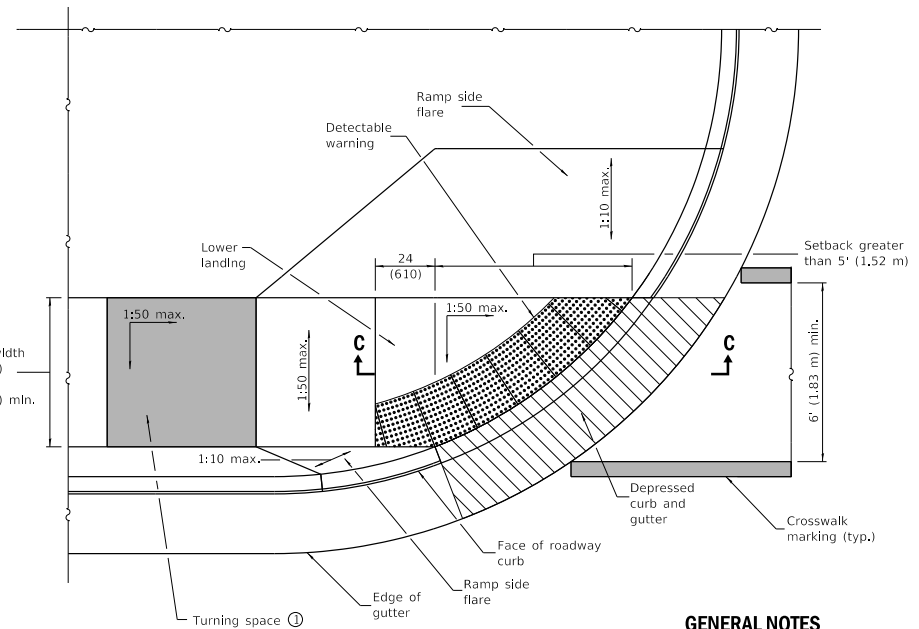 Ramp side
flare
Detectable
warning
1:10 max.
Lower
landing
24
(610)
Setback greater
than 5' (1.52 m)
1:50 max.
1:50 max.
1:50 max.
C
C
6' (1.83 m) min.
) min.
1:10 max.
Depressed
curb and
gutter
Crosswalk
marking (typ.)
Face of roadway
curb
Ramp side
flare
Edge of
gutter
Turning space ①
GENERAL NOTES